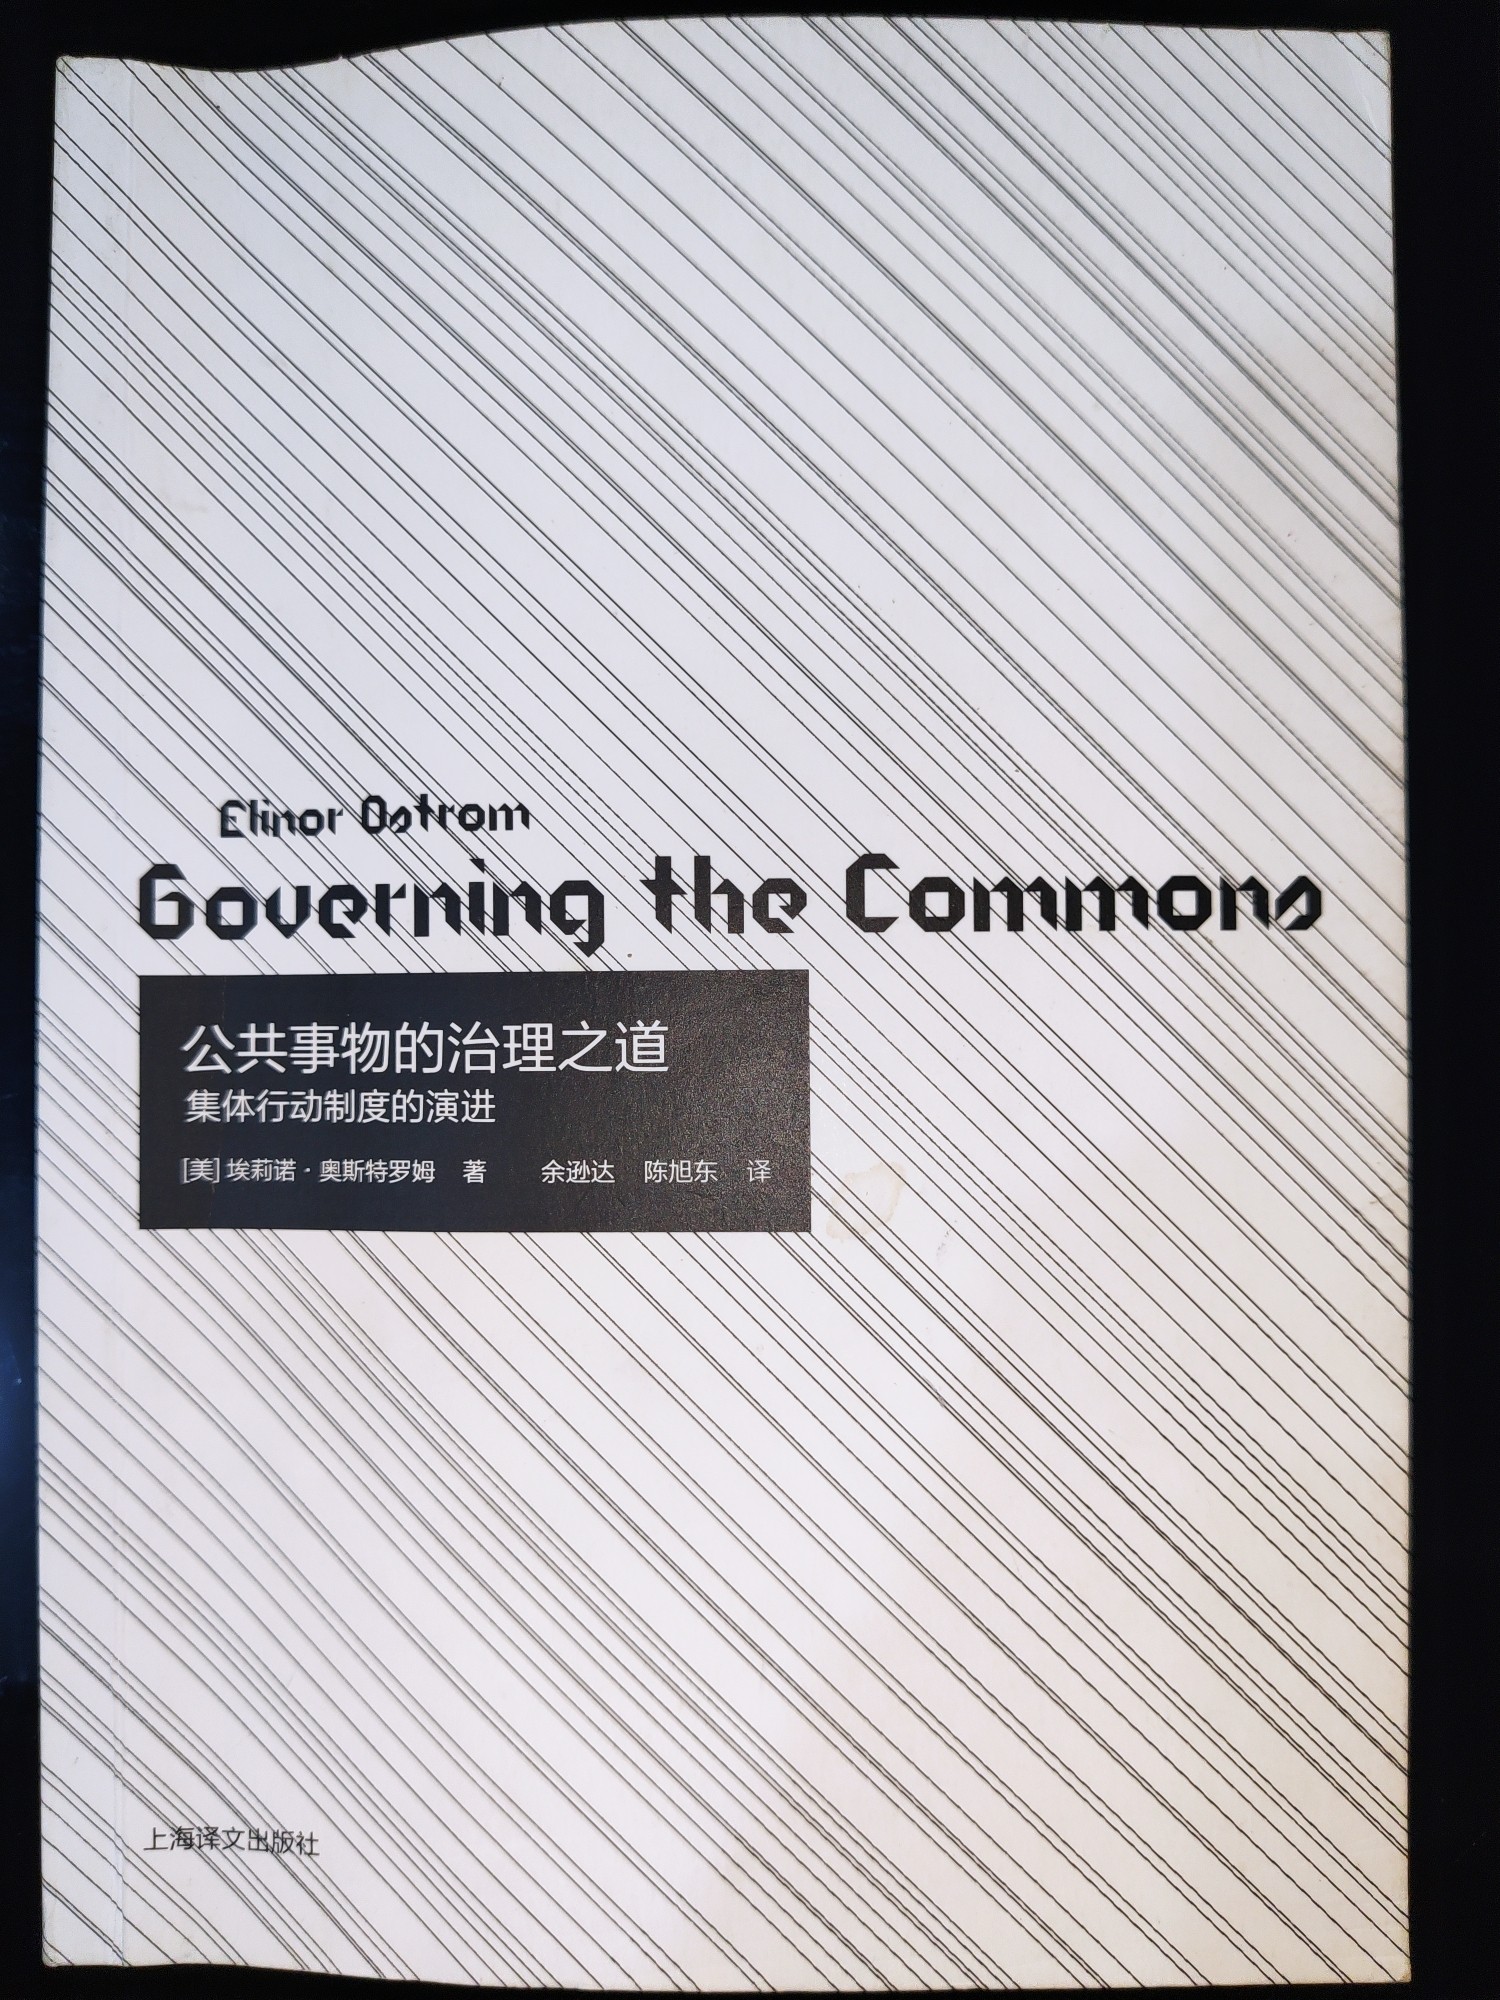 Elinor Ostrom
Governing the Commons
公共事物的治理之道
集体行动制度的演进
[美]埃莉诺·奥斯特罗姆 著 余逊达 陈旭东 译
上海译文出版社